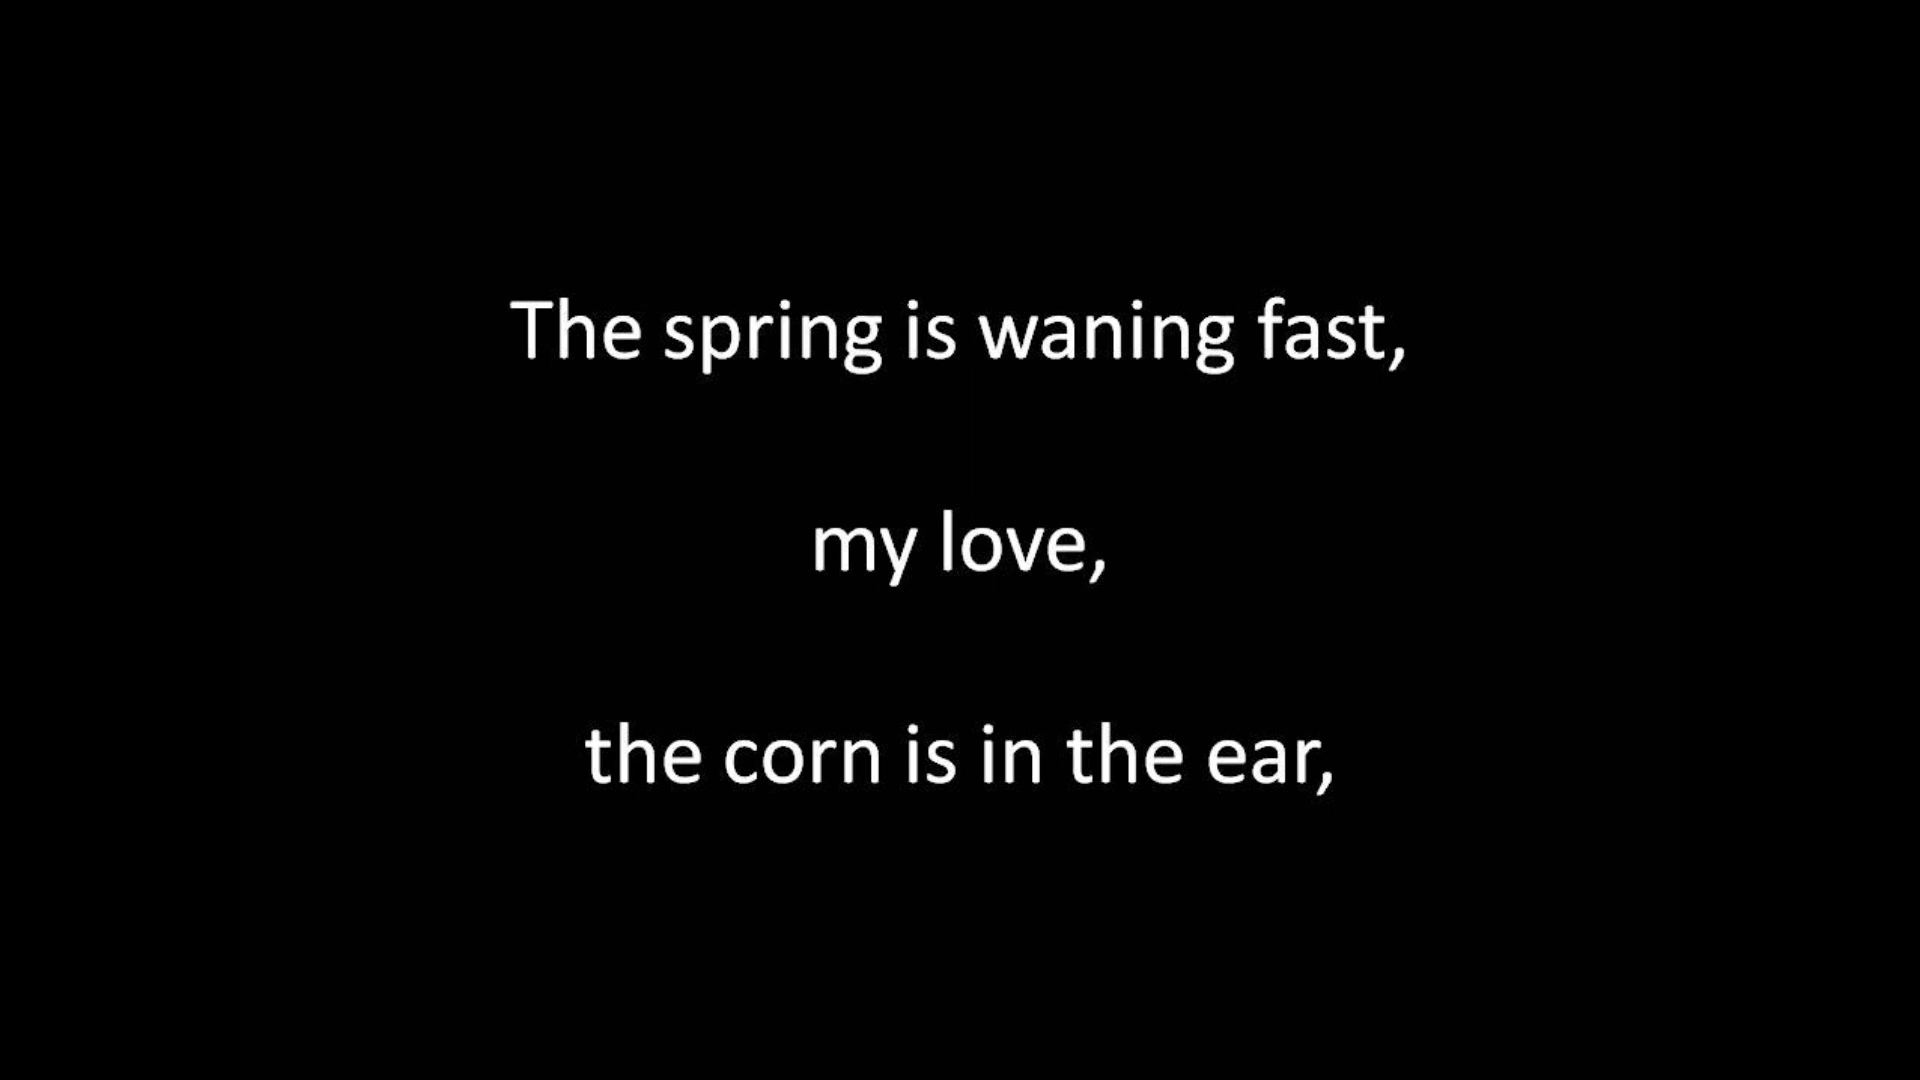 The spring is waning fast,
my love,
the corn is in the ear,